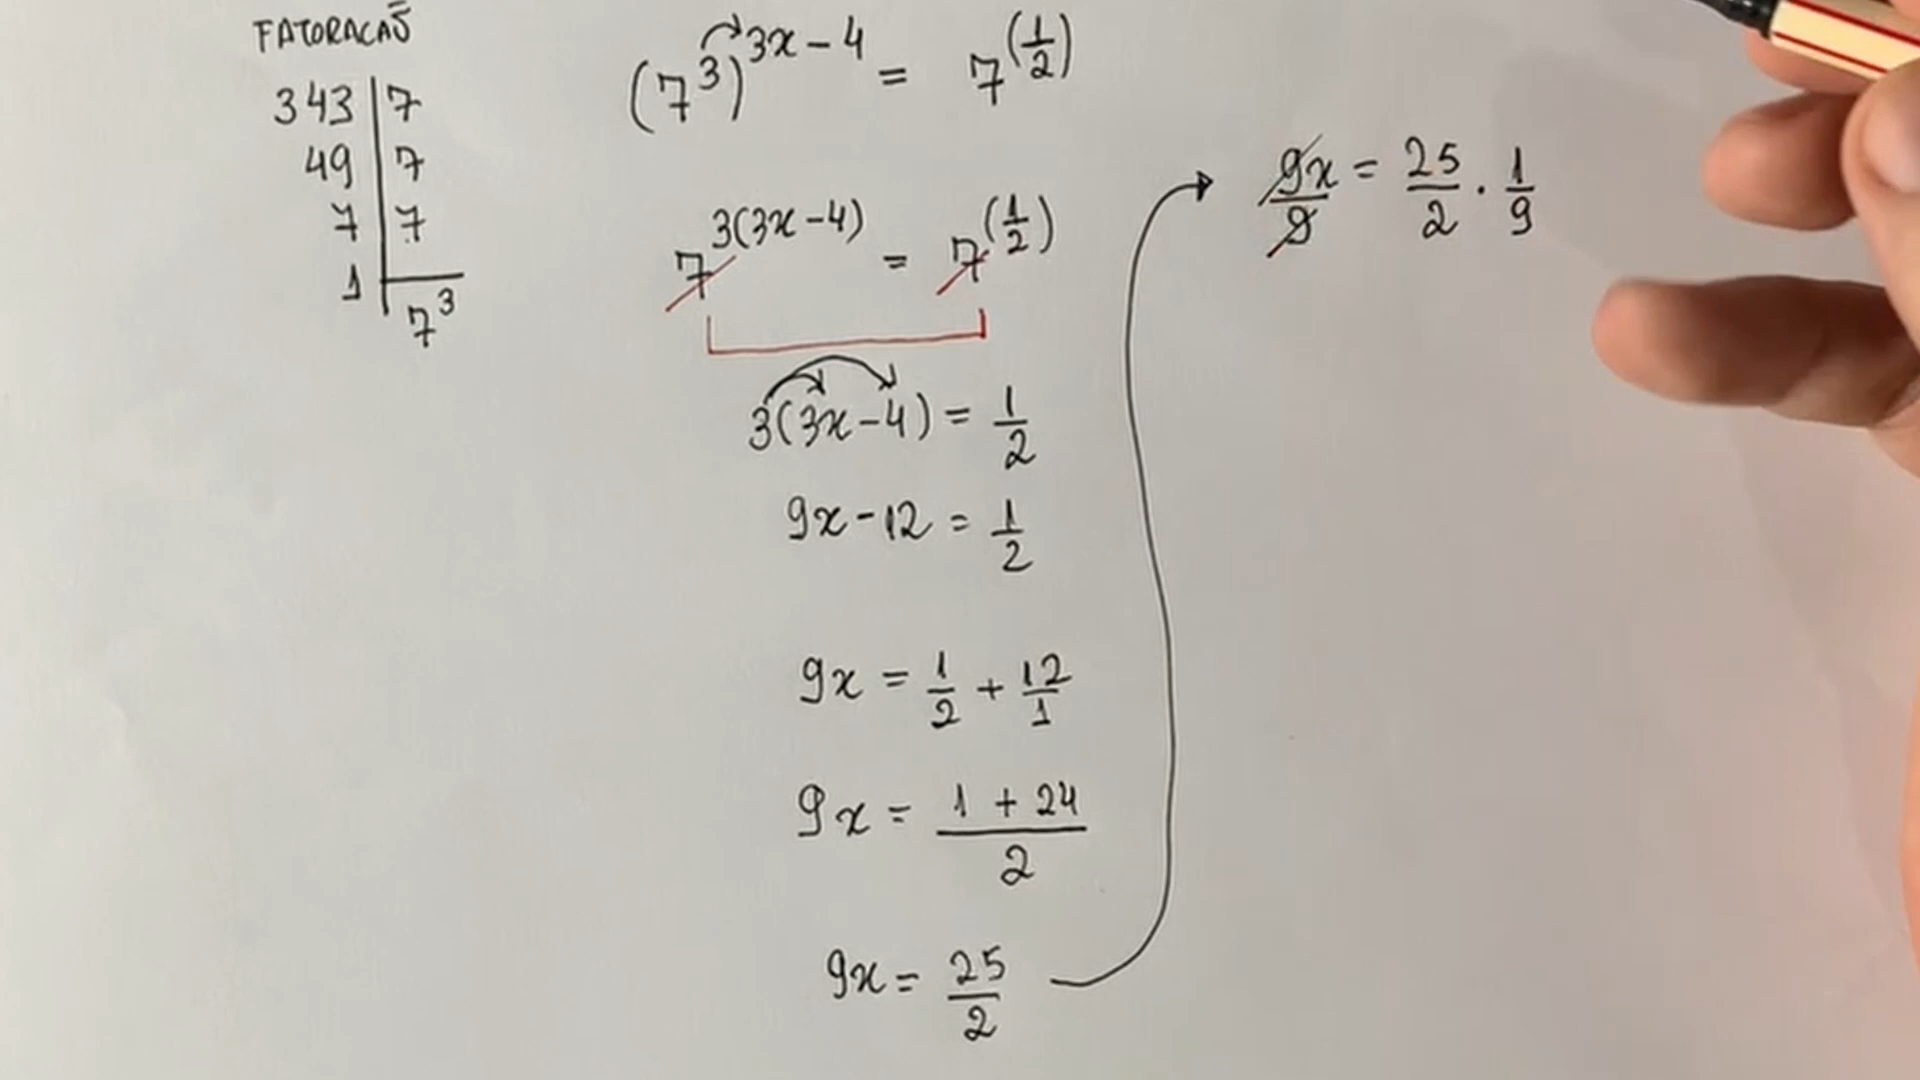 FATORAÇÃO
343 | 7
49 | 7
7 | 7
1 | 7³
(7³)^{3x-4} = 7^{(1/2)}
7^{3(3x-4)} = 7^{(1/2)}
3(3x-4) = 1/2
9x-12 = 1/2
9x = 1/2 + 12/1
9x = (1 + 24)/2
9x = 25/2
9x/9 = 25/2 · 1/9